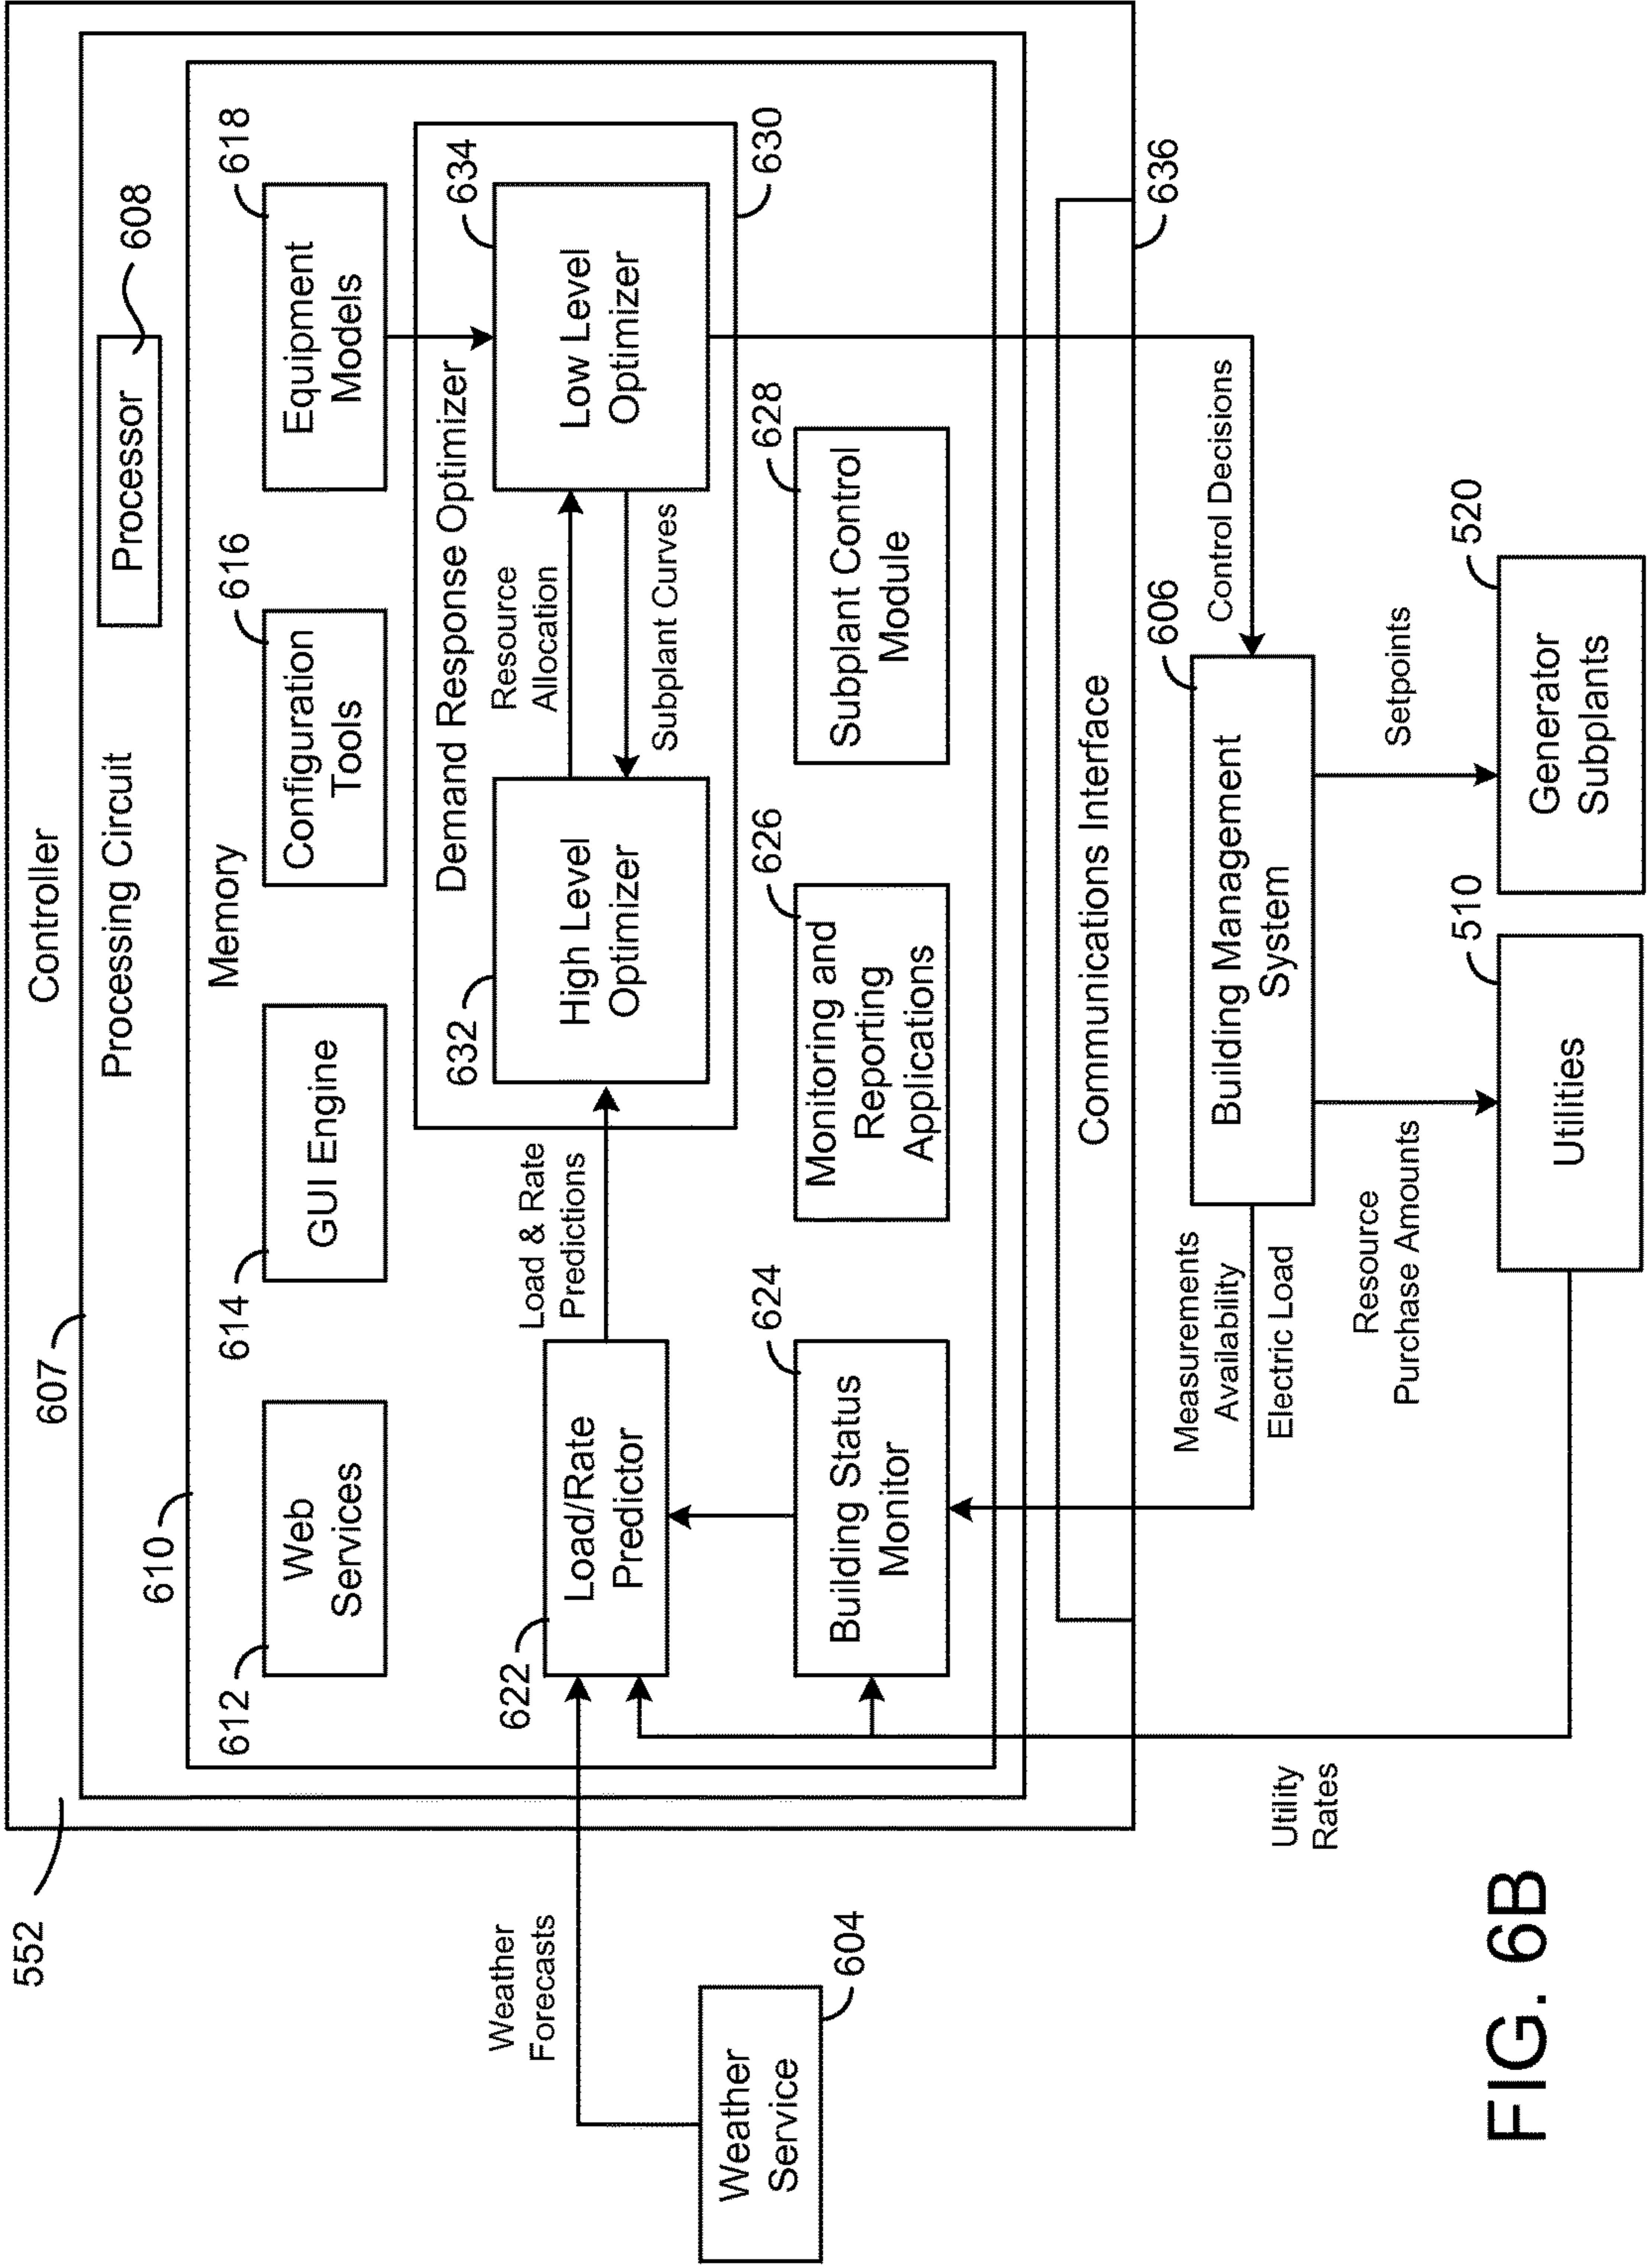 552
Controller
607
Processing Circuit
Processor
608
610
Memory
612
Web
Services
614
GUI Engine
616
Configuration
Tools
618
Equipment
Models
Demand Response Optimizer
630
632
High Level
Optimizer
634
Low Level
Optimizer
Resource
Allocation
Subplant Curves
Load & Rate
Predictions
622
Load/Rate
Predictor
624
Building Status
Monitor
626
Monitoring and
Reporting
Applications
628
Subplant Control
Module
Communications Interface
636
Weather
Forecasts
Weather
Service
604
Utility
Rates
Measurements
Availability
Electric Load
606
Building Management
System
Control Decisions
Resource
Purchase Amounts
Setpoints
510
Utilities
520
Generator
Subplants
FIG. 6B